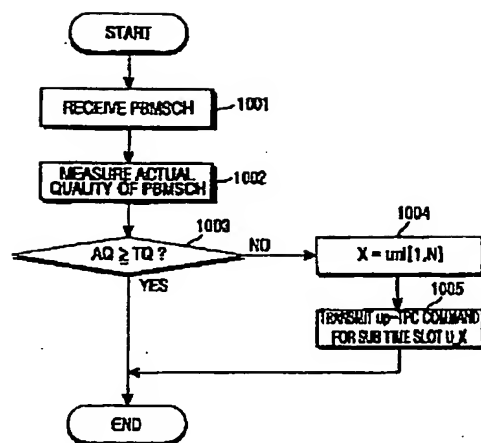 START
RECEIVE PBMSCH
1001
MEASURE ACTUAL
QUALITY OF PBMSCH
1002
1003
AQ ≧ TQ ?
NO
YES
1004
X = uni[1,N]
1005
TRANSMIT up-TPC COMMAND
FOR SUB TIME SLOT U_X
END